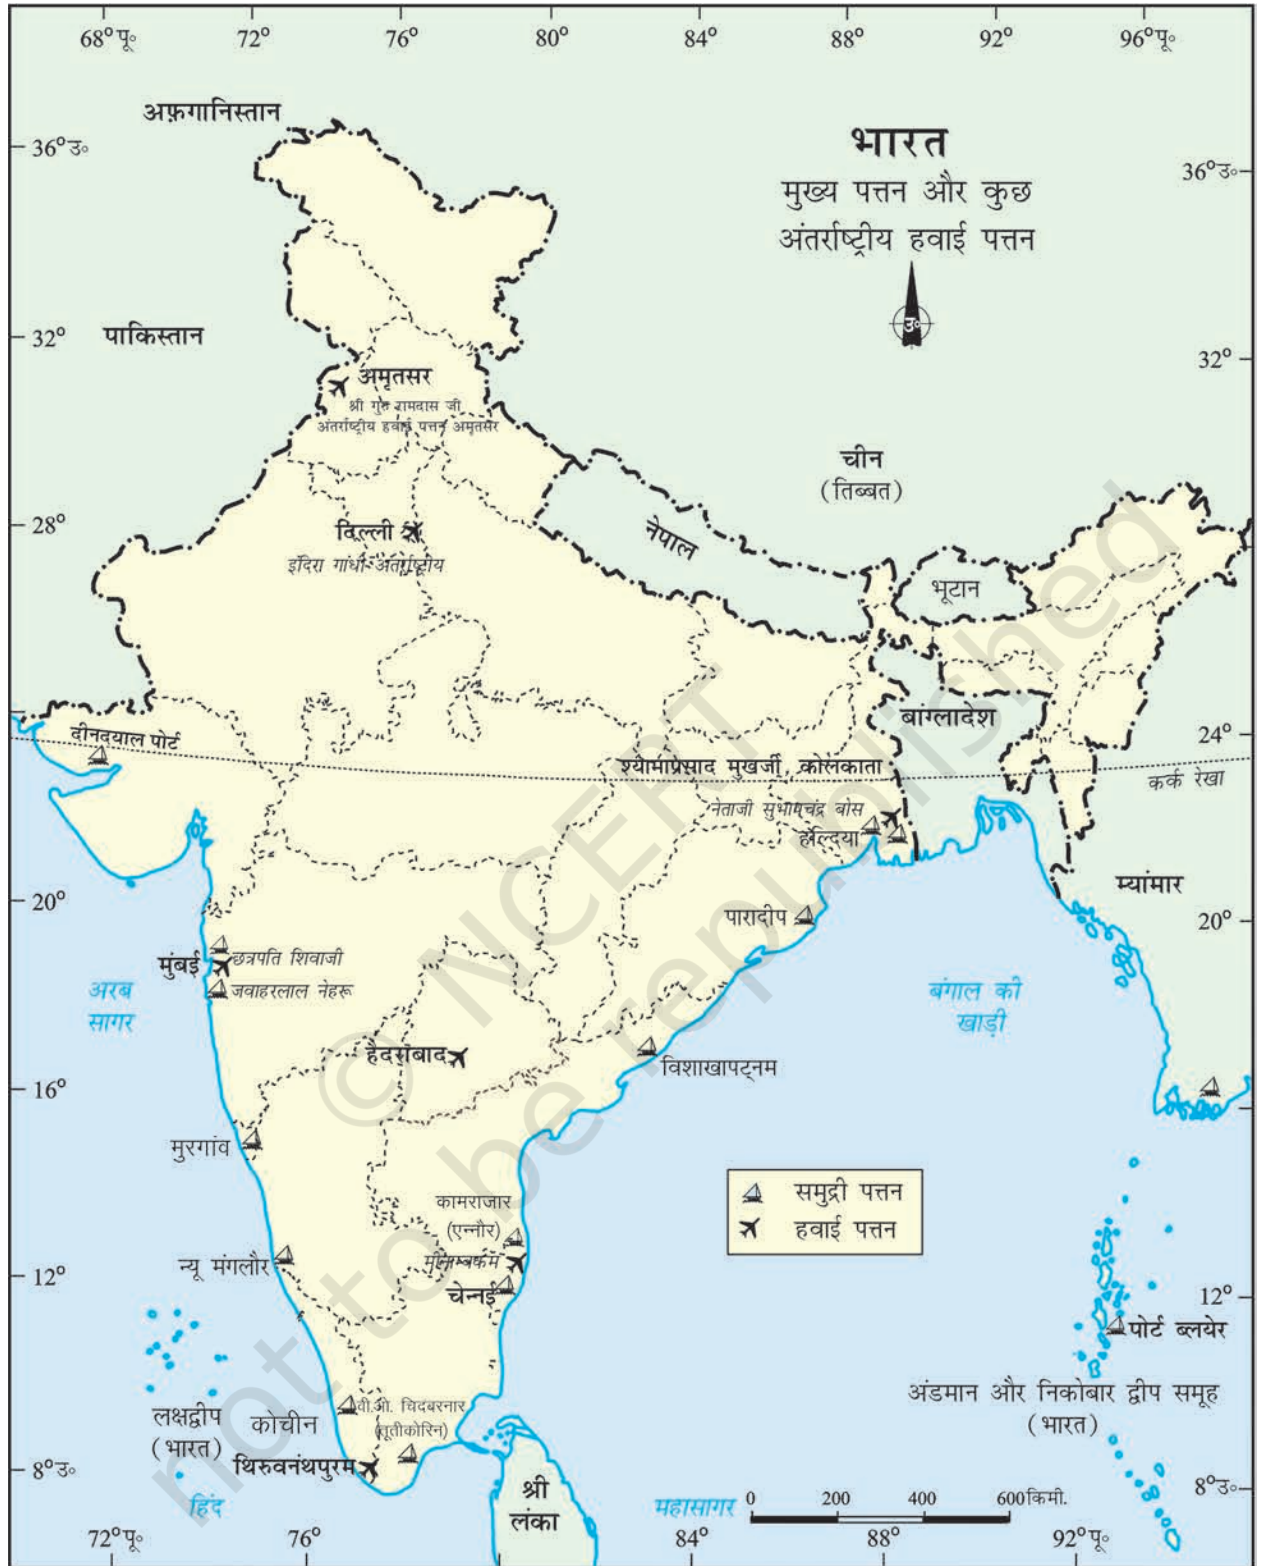 68°पू॰ 72° 76° 80° 84° 88° 92° 96°पू॰
अफ़गानिस्तान
भारत
मुख्य पत्तन और कुछ
अंतर्राष्ट्रीय हवाई पत्तन
उ॰
36°उ॰
36°उ॰
पाकिस्तान
32°
32°
अमृतसर
श्री गुरु रामदास जी
अंतर्राष्ट्रीय हवाई पत्तन अमृतसर
चीन
(तिब्बत)
नेपाल
28°
दिल्ली
इंदिरा गांधी अंतर्राष्ट्रीय
भूटान
बांग्लादेश
दीनदयाल पोर्ट
24°
श्यामाप्रसाद मुखर्जी कोलकाता
कर्क रेखा
नेताजी सुभाषचंद्र बोस
हल्दिया
म्यांमार
20°
20°
पारादीप
मुंबई
छत्रपति शिवाजी
जवाहरलाल नेहरू
अरब
सागर
बंगाल की
खाड़ी
हैदराबाद
विशाखापट्नम
16°
मुरगांव
समुद्री पत्तन
हवाई पत्तन
कामराजार
(एन्नौर)
मीनाम्बकम
चेन्नई
न्यू मंगलौर
12°
12°
पोर्ट ब्लयेर
अंडमान और निकोबार द्वीप समूह
(भारत)
लक्षद्वीप
(भारत)
कोचीन
वी.ओ. चिदंबरनार
(तूतीकोरिन)
थिरुवनंथपुरम
8°उ॰
8°उ॰
श्री
लंका
हिंद
महासागर
0 200 400 600 किमी.
72°पू॰ 76° 84° 88° 92°पू॰
© NCERT
not to be republished